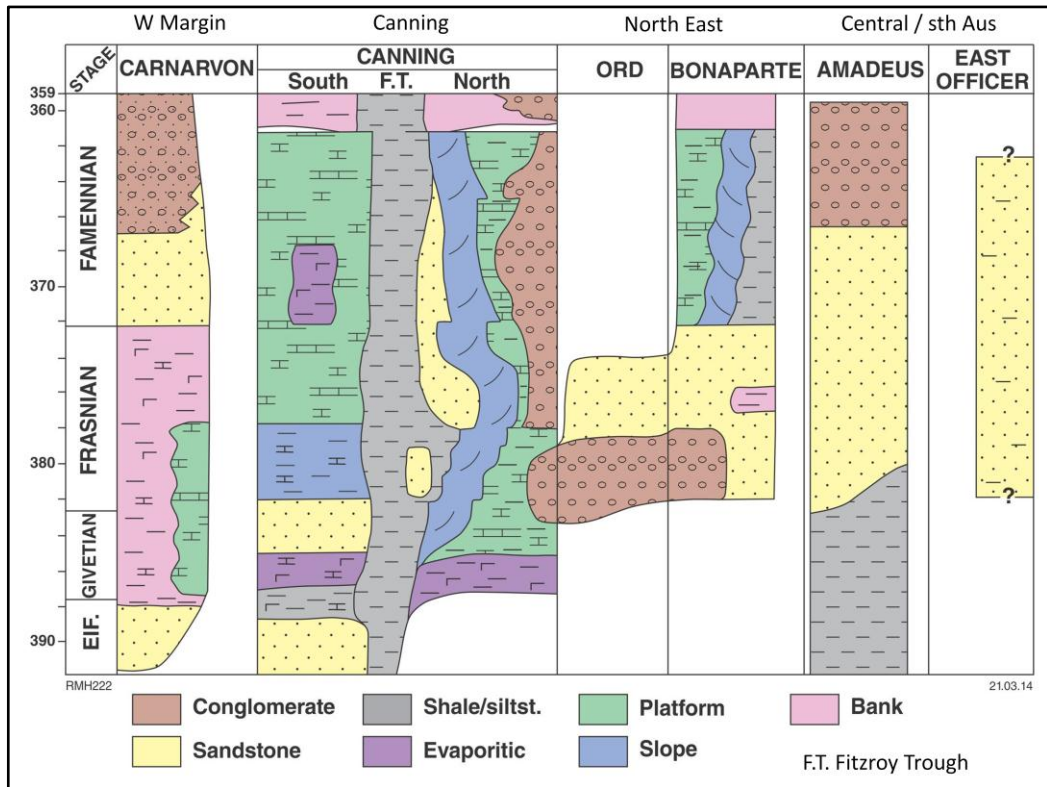 W Margin Canning North East Central / sth Aus
STAGE CARNARVON CANNING ORD BONAPARTE AMADEUS EAST OFFICER
South F.T. North
359
360
FAMENNIAN
?
370
FRASNIAN
380
?
GIVETIAN
EIF.
390
RMH222 21.03.14
Conglomerate Shale/siltst. Platform Bank
Sandstone Evaporitic Slope
F.T. Fitzroy Trough